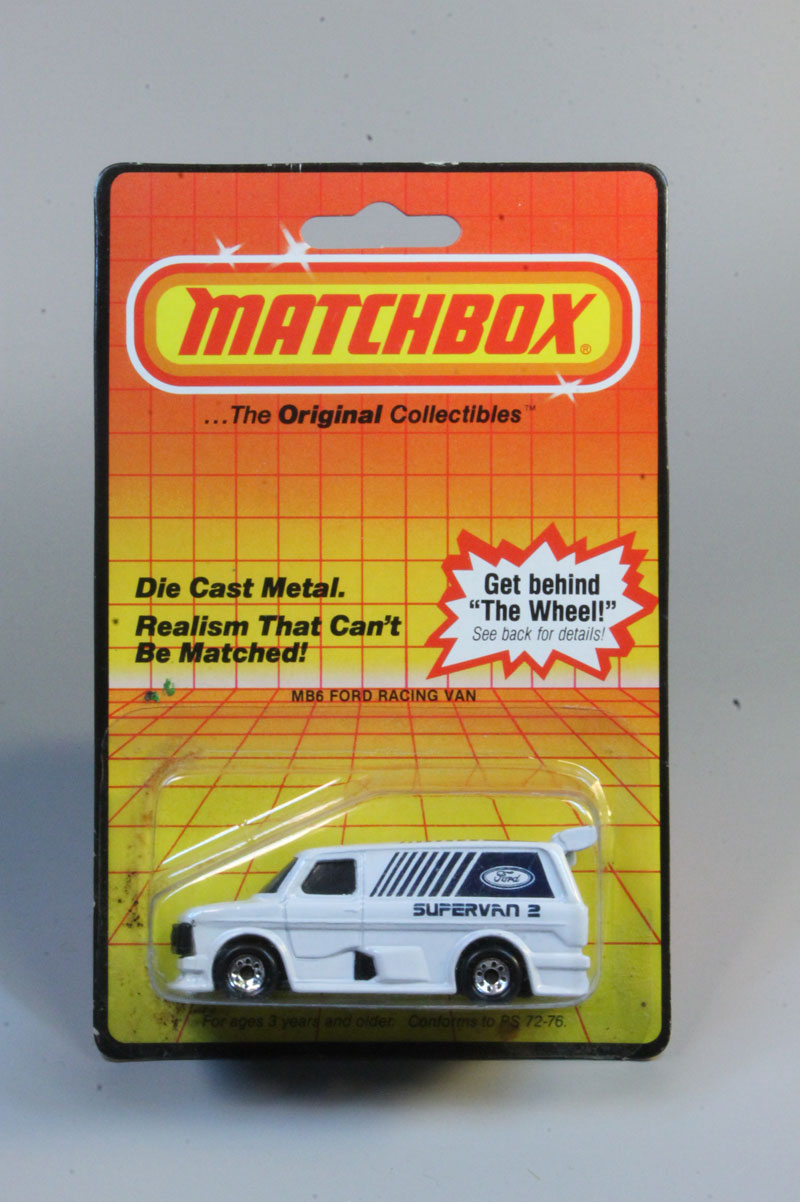 MATCHBOX®
...The Original Collectibles™
Die Cast Metal.
Realism That Can't
Be Matched!
Get behind
"The Wheel!"
See back for details!
MB6 FORD RACING VAN
Ford
SUPERVAN 2
For ages 3 years and older. Conforms to PS 72-76.